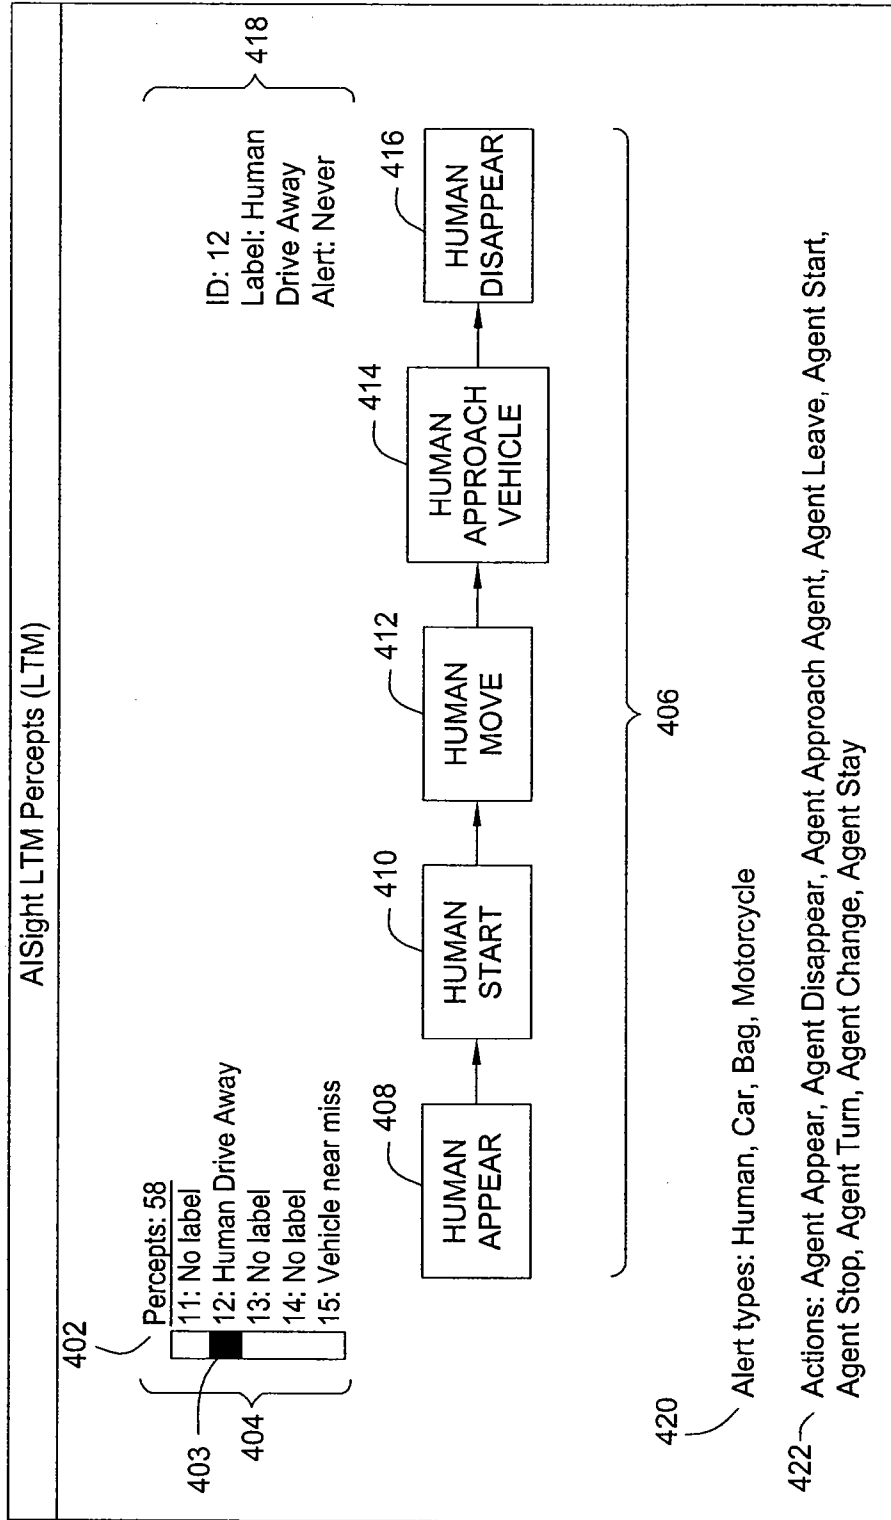 AISight LTM Percepts (LTM)
402
Percepts: 58
11: No label
12: Human Drive Away
13: No label
14: No label
15: Vehicle near miss
403
404
ID: 12
Label: Human
Drive Away
Alert: Never
418
408
HUMAN
APPEAR
410
HUMAN
START
412
HUMAN
MOVE
414
HUMAN
APPROACH
VEHICLE
416
HUMAN
DISAPPEAR
406
420
Alert types: Human, Car, Bag, Motorcycle
422
Actions: Agent Appear, Agent Disappear, Agent Approach Agent, Agent Leave, Agent Start,
Agent Stop, Agent Turn, Agent Change, Agent Stay